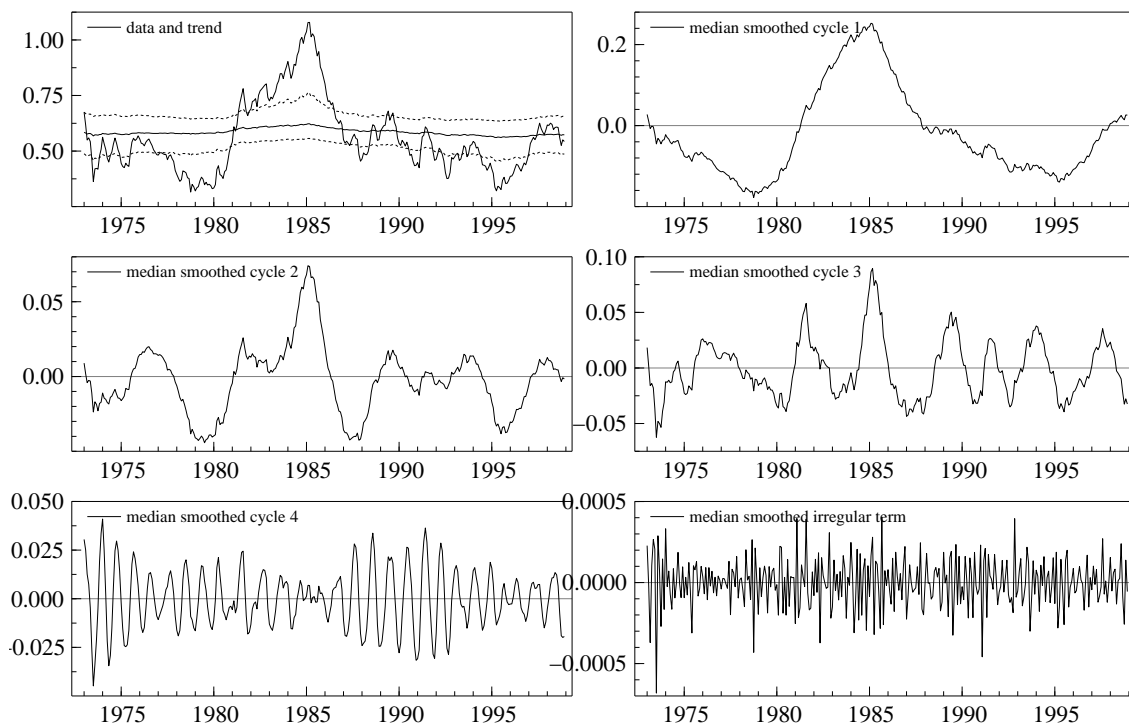 1.00
0.75
0.50
data and trend
1975 1980 1985 1990 1995
0.2
0.0
median smoothed cycle 1
1975 1980 1985 1990 1995
0.05
0.00
median smoothed cycle 2
1975 1980 1985 1990 1995
0.10
0.05
0.00
−0.05
median smoothed cycle 3
1975 1980 1985 1990 1995
0.050
0.025
0.000
-0.025
median smoothed cycle 4
1975 1980 1985 1990 1995
0.0005
0.0000
−0.0005
median smoothed irregular term
1975 1980 1985 1990 1995